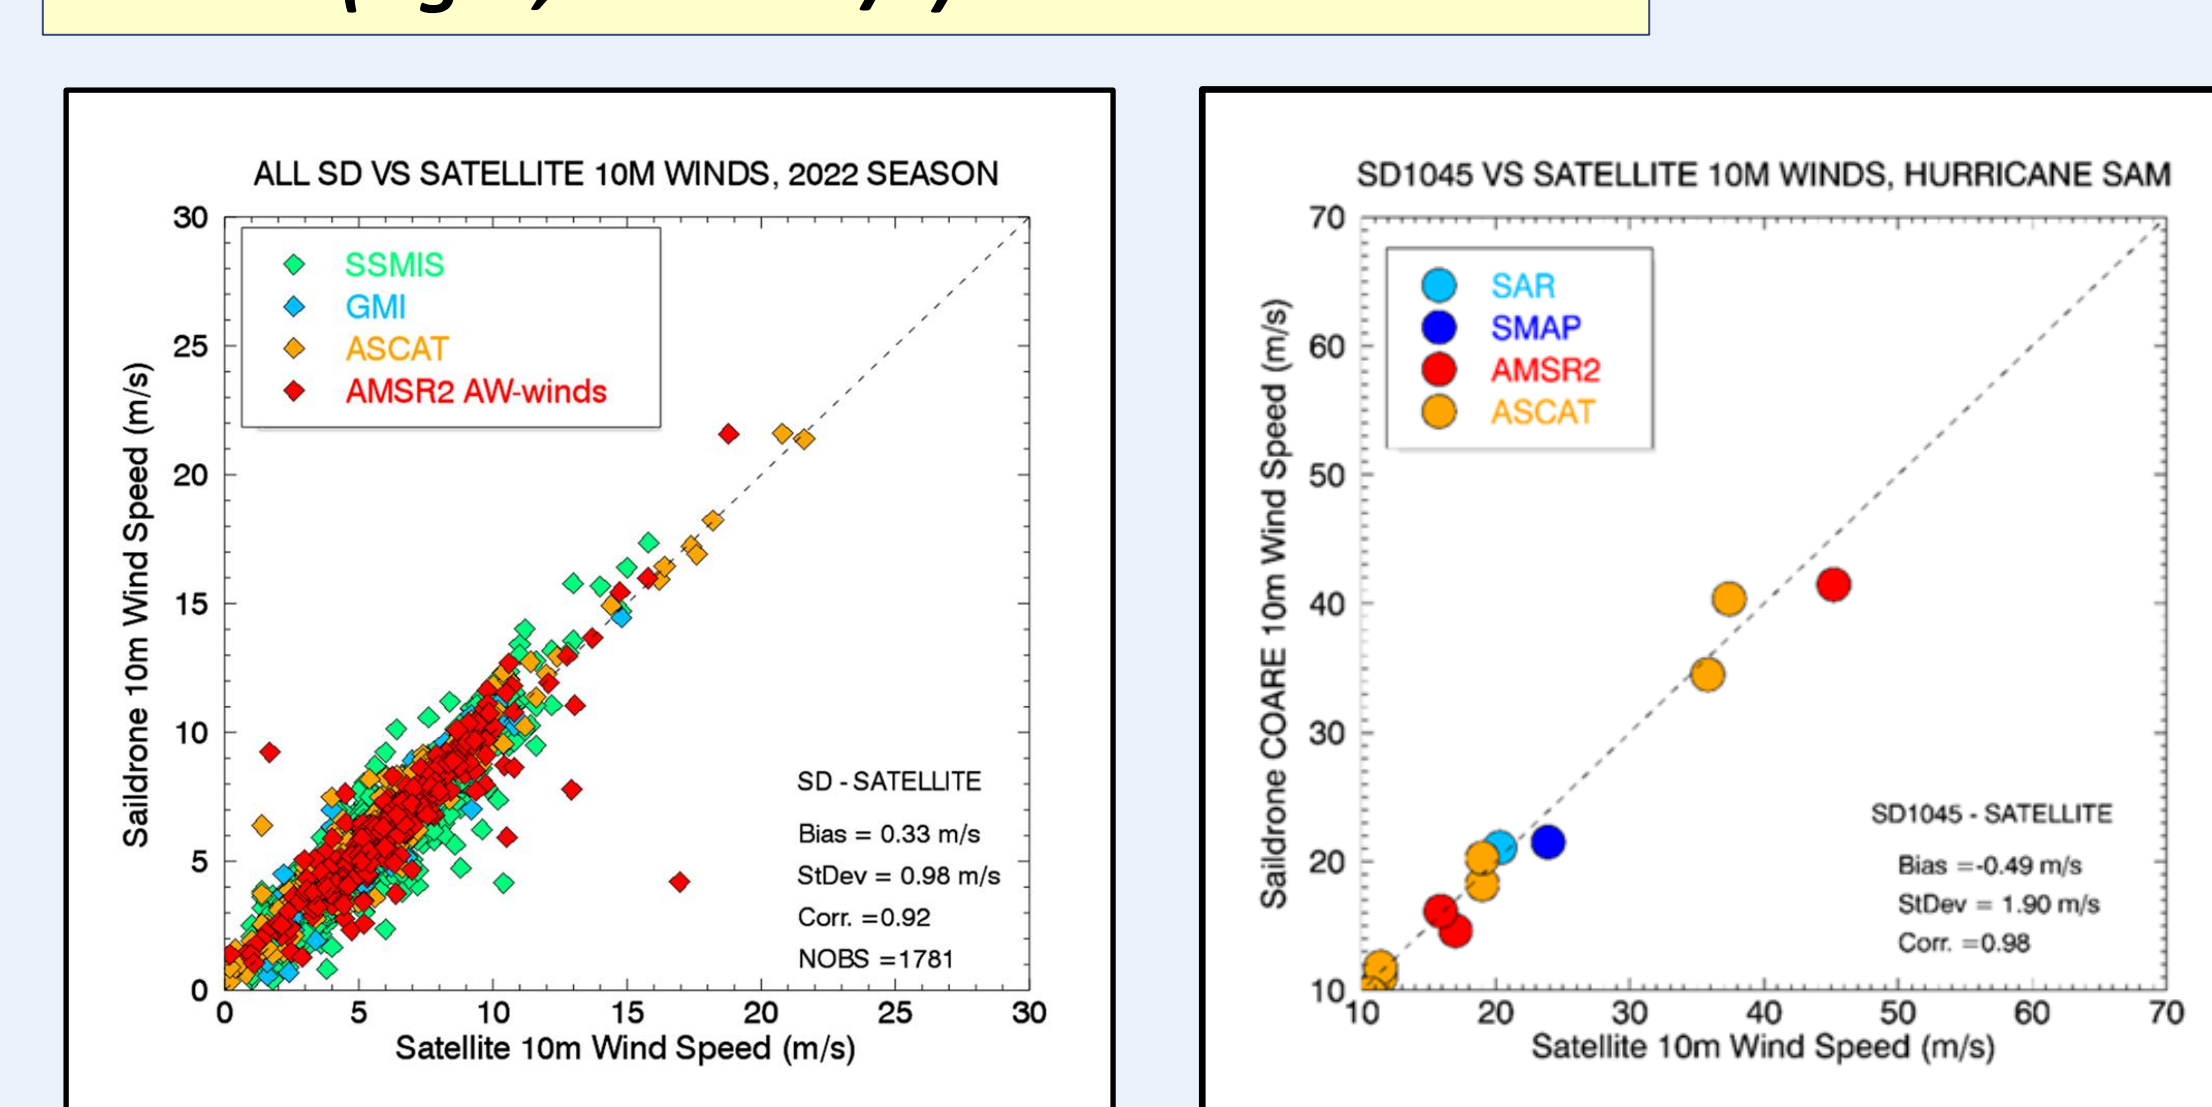 ALL SD VS SATELLITE 10M WINDS, 2022 SEASON
30
25
20
15
10
5
0
Saildrone 10m Wind Speed (m/s)
SSMIS
GMI
ASCAT
AMSR2 AW-winds
SD - SATELLITE
Bias = 0.33 m/s
StDev = 0.98 m/s
Corr. =0.92
NOBS =1781
0 5 10 15 20 25 30
Satellite 10m Wind Speed (m/s)
SD1045 VS SATELLITE 10M WINDS, HURRICANE SAM
70
60
50
40
30
20
10
Saildrone COARE 10m Wind Speed (m/s)
SAR
SMAP
AMSR2
ASCAT
SD1045 - SATELLITE
Bias =-0.49 m/s
StDev = 1.90 m/s
Corr. =0.98
10 20 30 40 50 60 70
Satellite 10m Wind Speed (m/s)